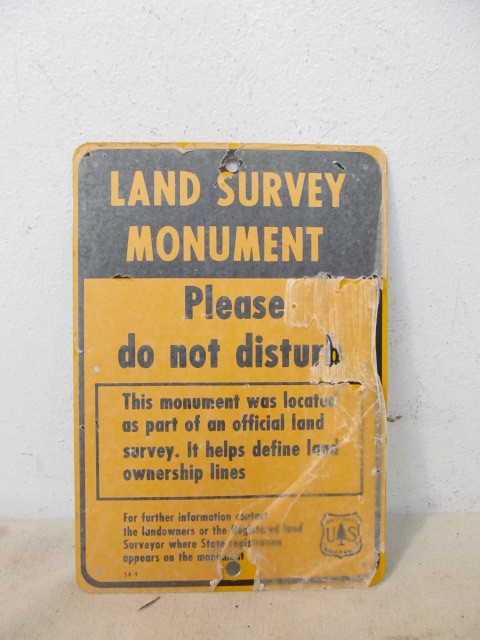 LAND SURVEY
MONUMENT
Please
do not disturb
This monument was located
as part of an official land
survey. It helps define land
ownership lines
For further information contact
the landowners or the Registered land
Surveyor where State registration
appears on the monument
U S